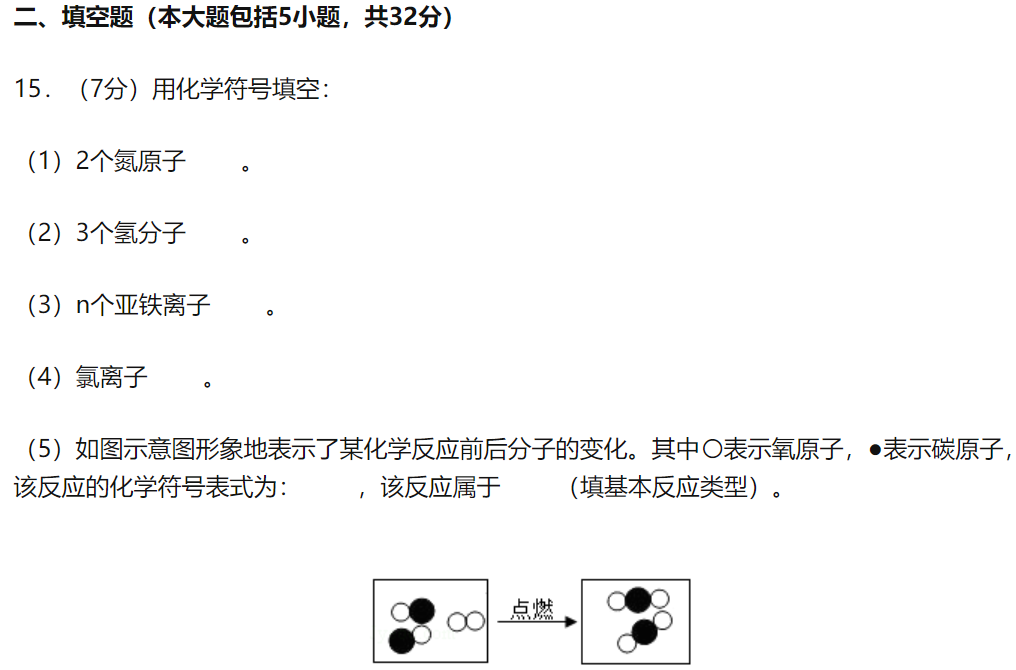 二、填空题（本大题包括5小题，共32分）
15．（7分）用化学符号填空：
（1）2个氮原子　　。
（2）3个氢分子　　。
（3）n个亚铁离子　　。
（4）氯离子　　。
（5）如图示意图形象地表示了某化学反应前后分子的变化。其中○表示氧原子，●表示碳原子，
该反应的化学符号表式为：　　，该反应属于　　（填基本反应类型）。
点燃